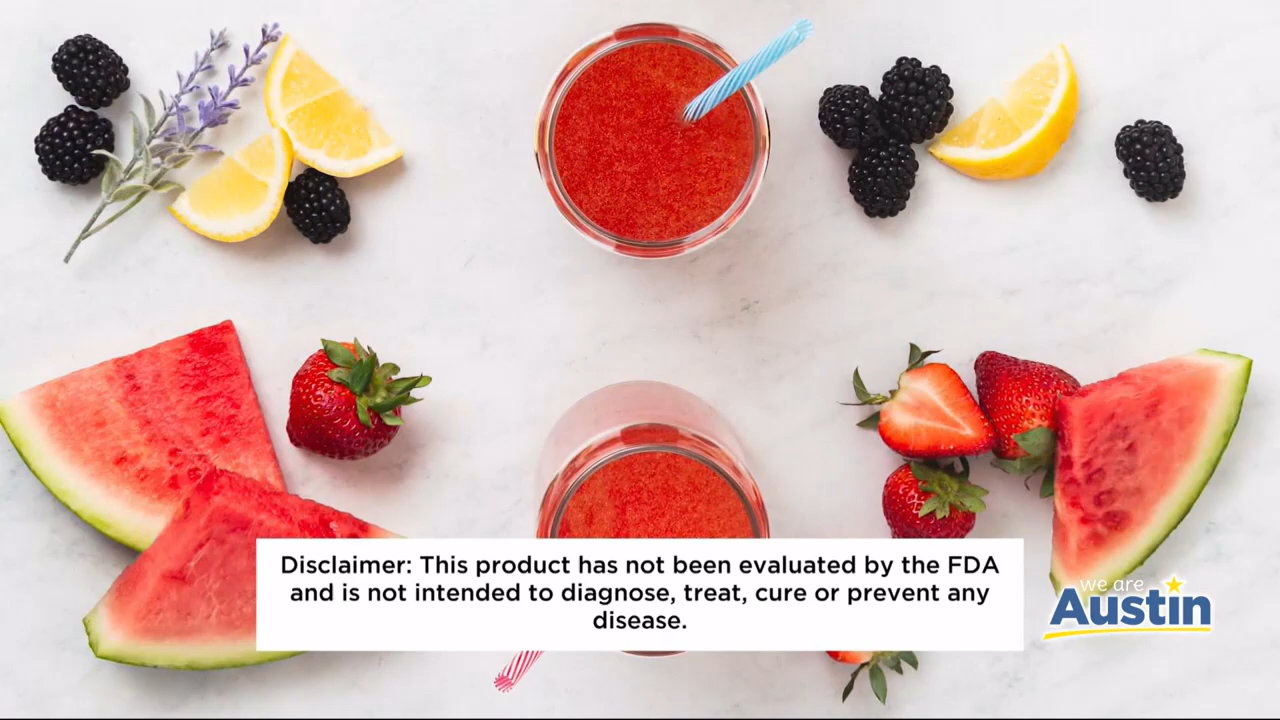 Disclaimer: This product has not been evaluated by the FDA
and is not intended to diagnose, treat, cure or prevent any
disease.
we are
Austin